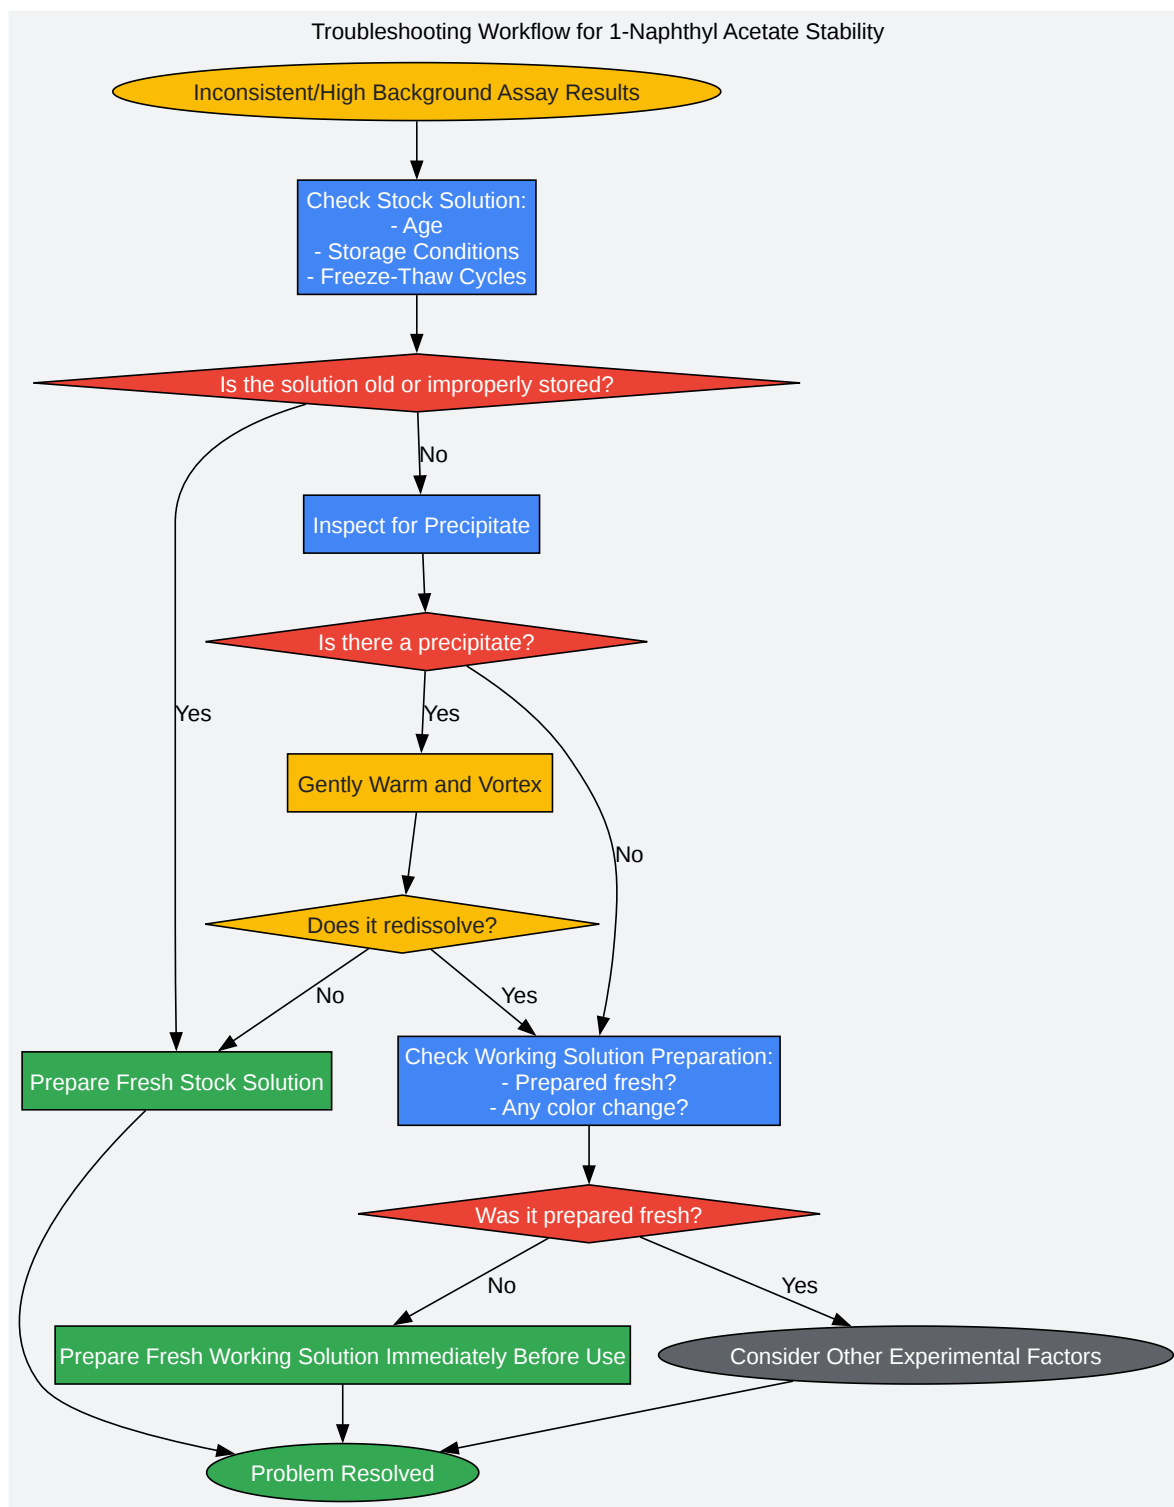 Troubleshooting Workflow for 1-Naphthyl Acetate Stability
Inconsistent/High Background Assay Results
Check Stock Solution:
- Age
- Storage Conditions
- Freeze-Thaw Cycles
Is the solution old or improperly stored?
No
Inspect for Precipitate
Is there a precipitate?
Yes
Yes
Gently Warm and Vortex
No
Does it redissolve?
No
Yes
Prepare Fresh Stock Solution
Check Working Solution Preparation:
- Prepared fresh?
- Any color change?
Was it prepared fresh?
No
Yes
Prepare Fresh Working Solution Immediately Before Use
Consider Other Experimental Factors
Problem Resolved